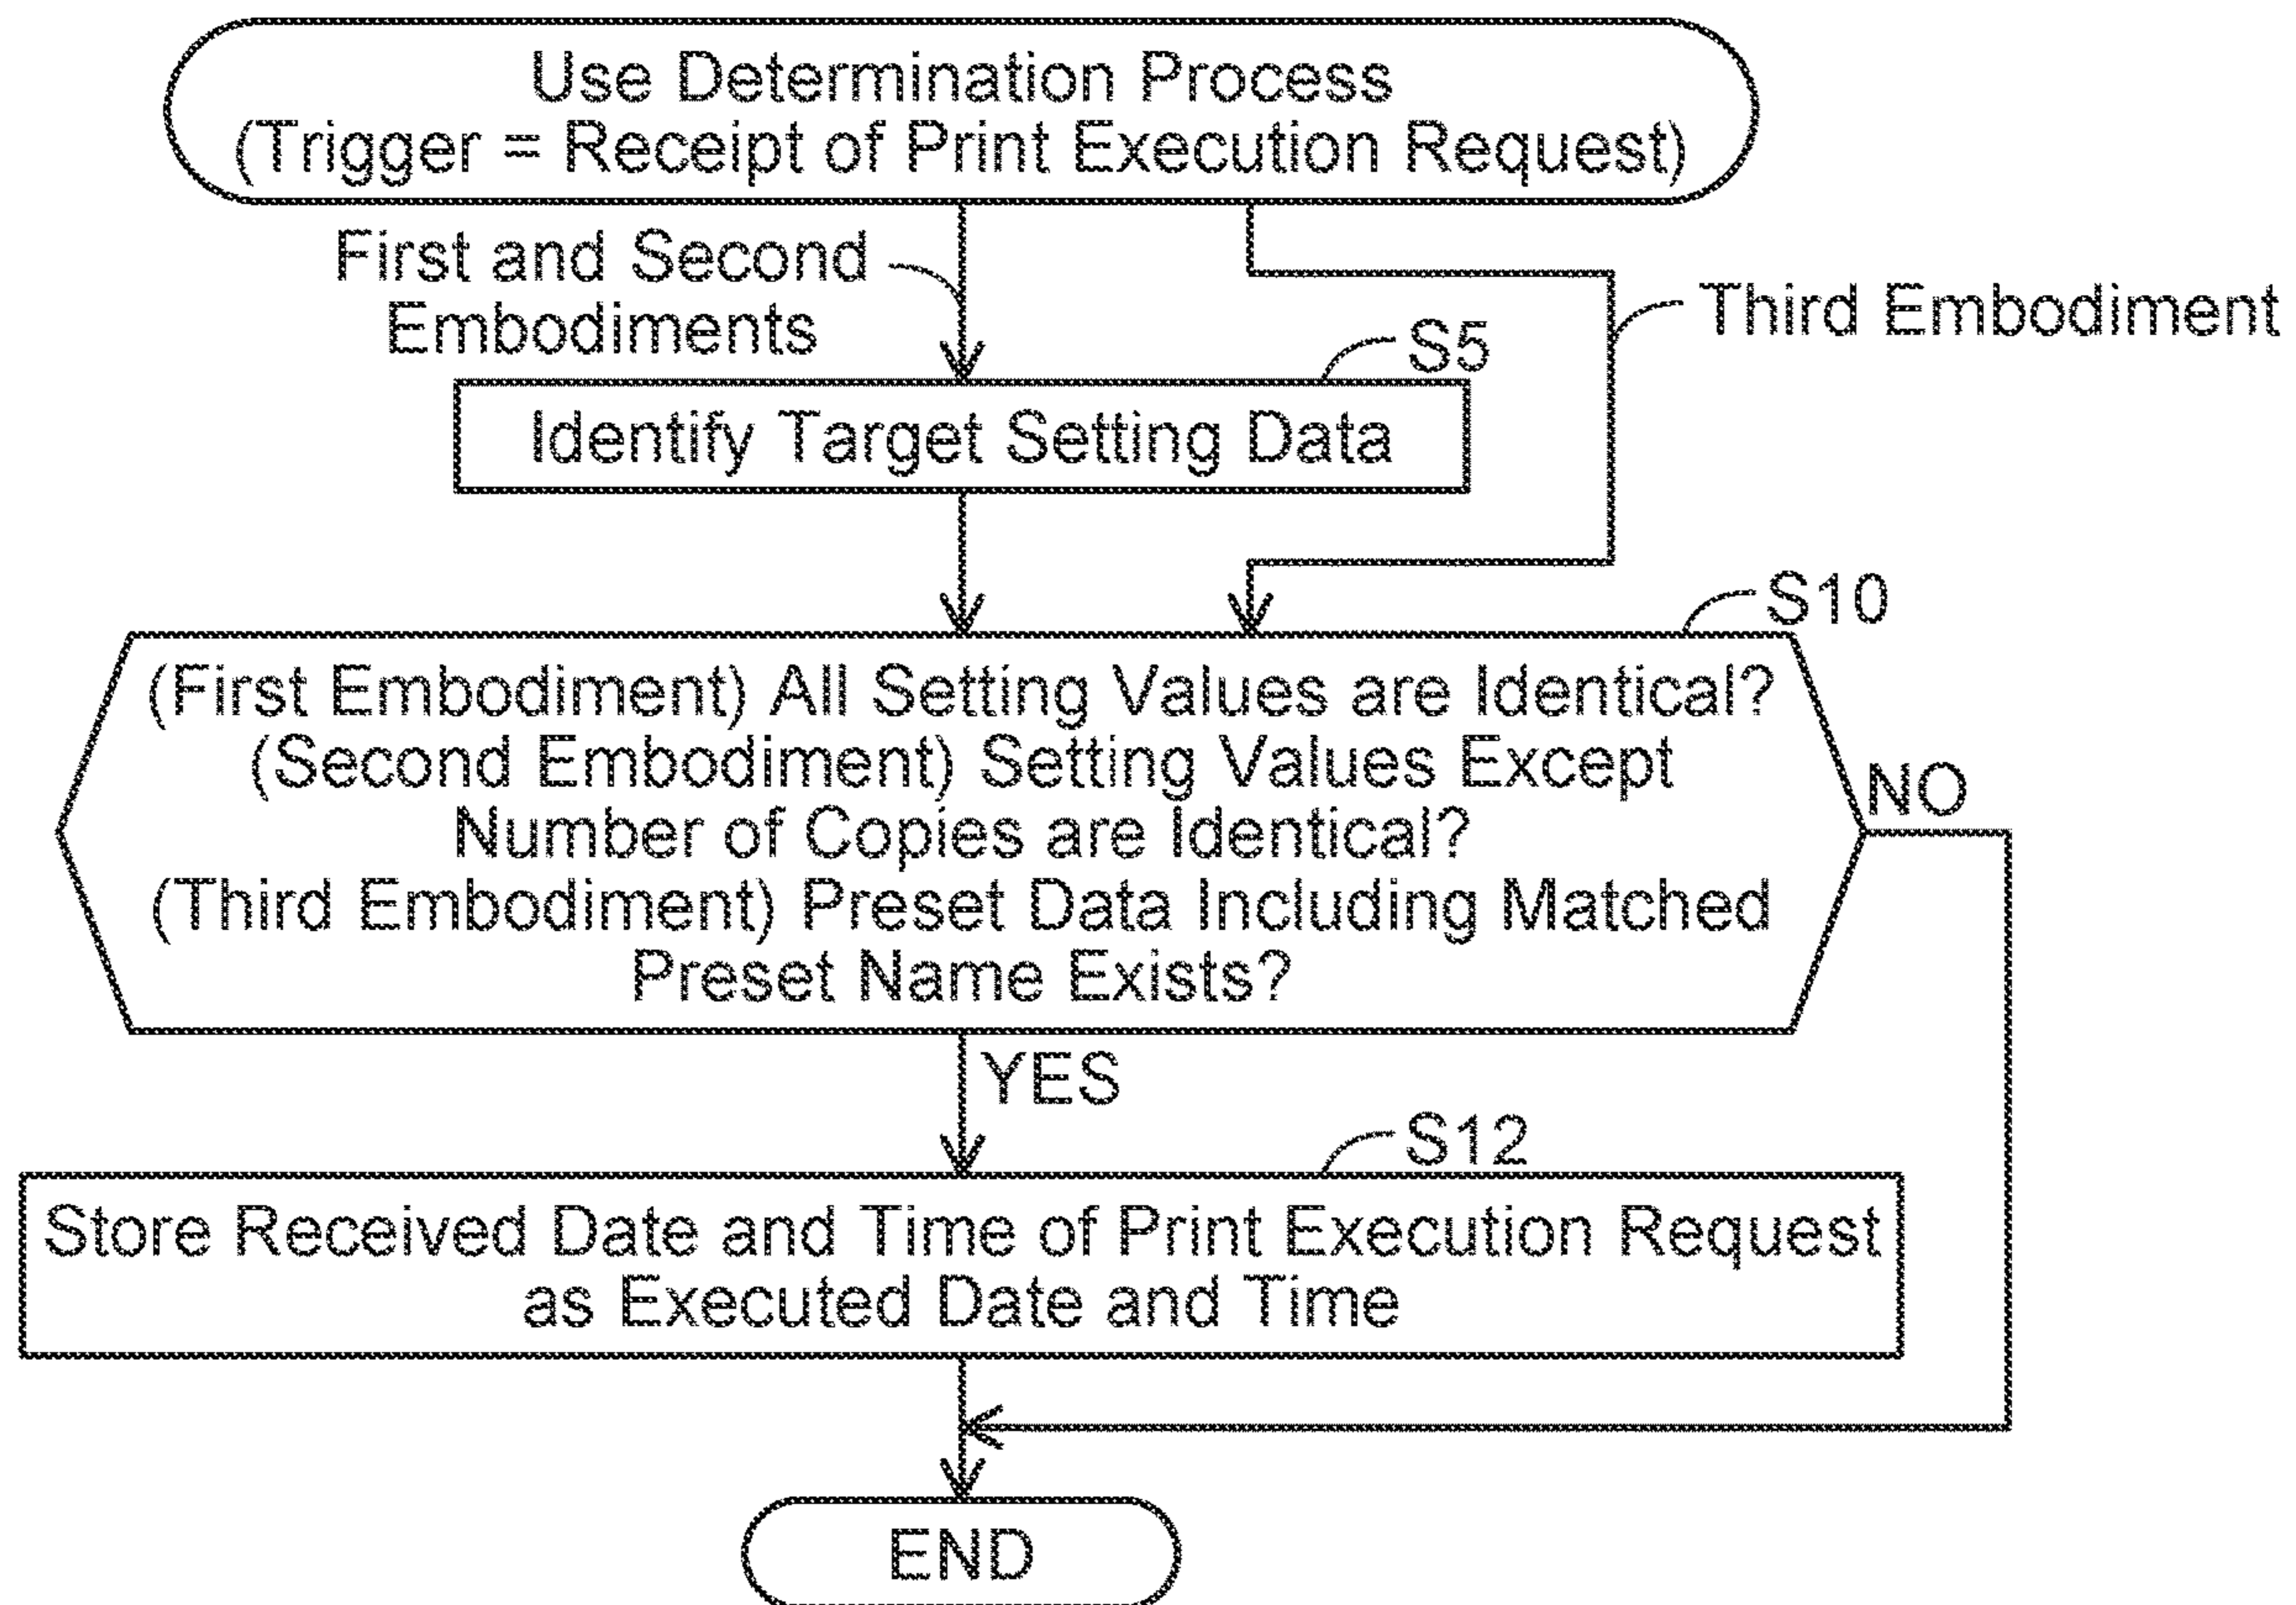 Use Determination Process
(Trigger = Receipt of Print Execution Request)
First and Second
Embodiments
Third Embodiment
S5
Identify Target Setting Data
S10
(First Embodiment) All Setting Values are Identical?
(Second Embodiment) Setting Values Except
Number of Copies are Identical?
(Third Embodiment) Preset Data Including Matched
Preset Name Exists?
NO
YES
S12
Store Received Date and Time of Print Execution Request
as Executed Date and Time
END